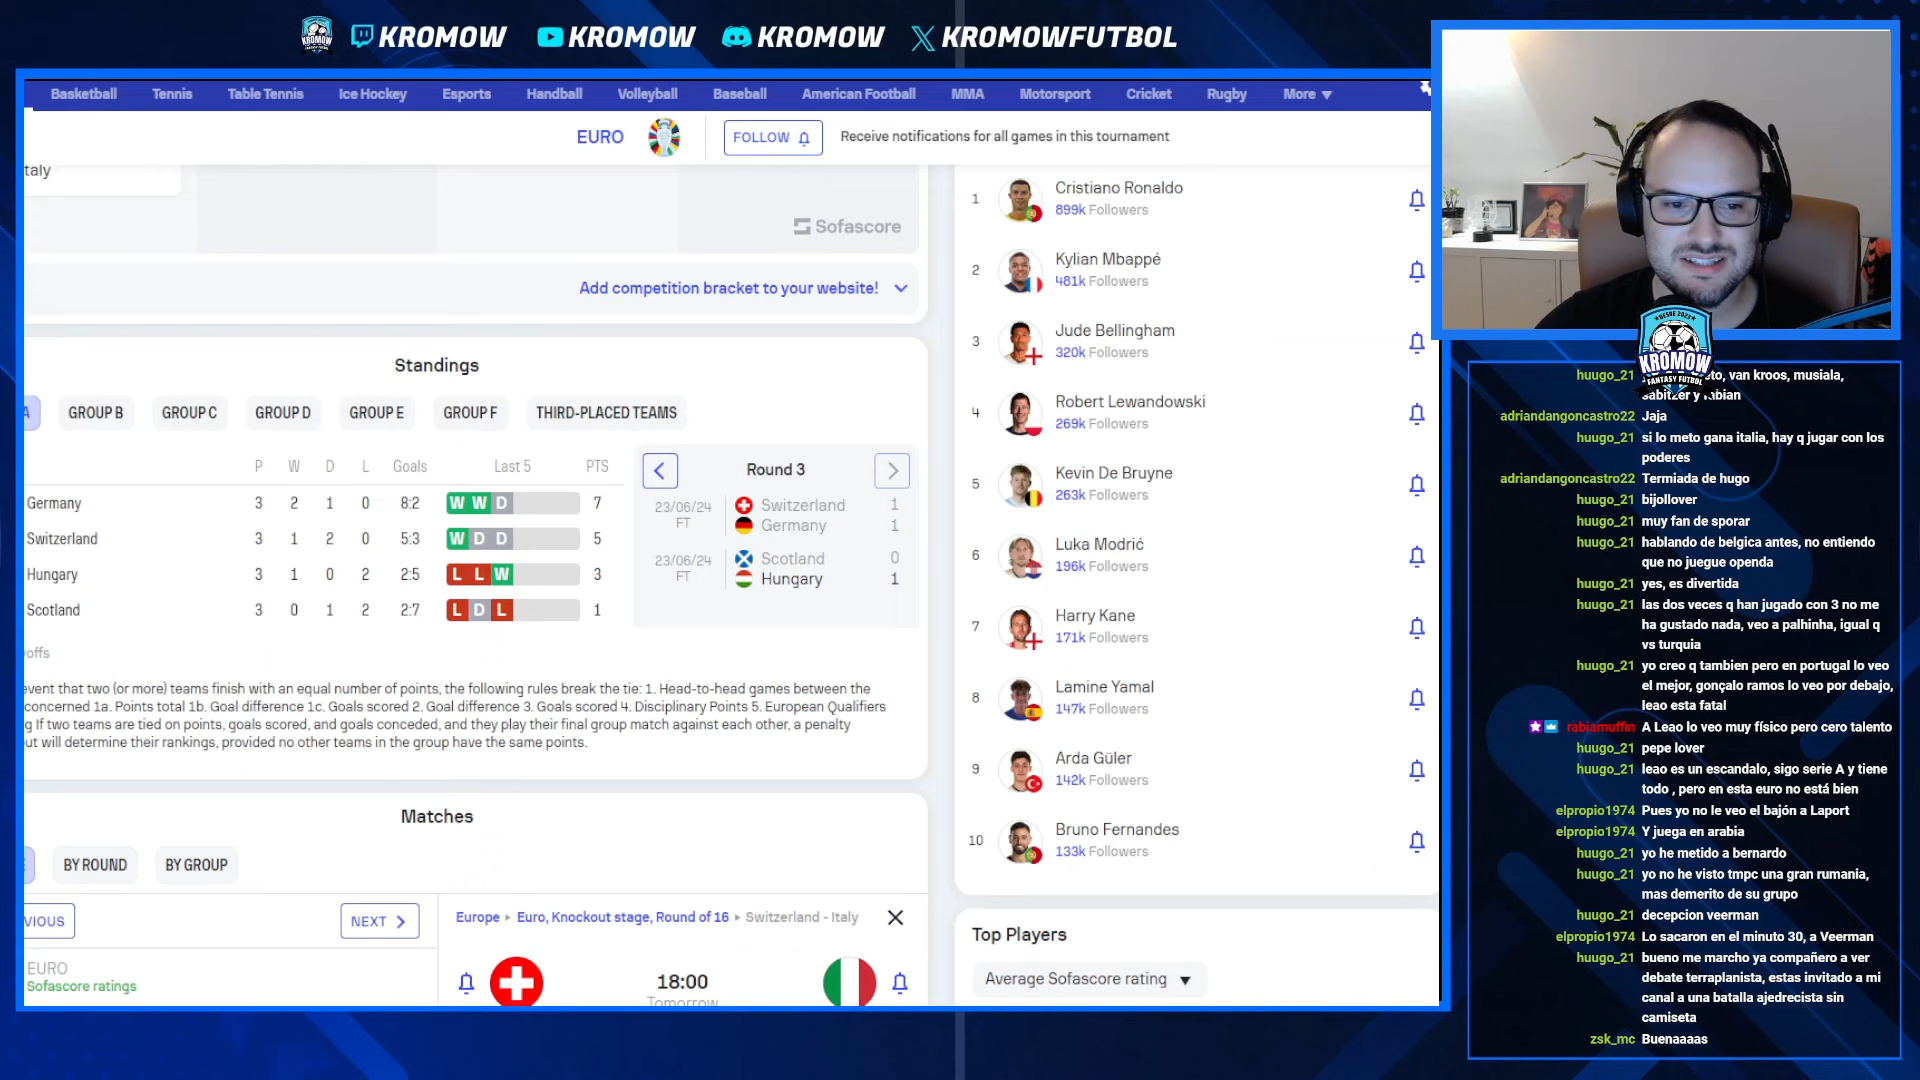 KROMOW KROMOW KROMOW KROMOWFUTBOL
Basketball Tennis Table Tennis Ice Hockey Esports Handball Volleyball Baseball American Football MMA Motorsport Cricket Rugby More
EURO FOLLOW Receive notifications for all games in this tournament
taly
Sofascore
Add competition bracket to your website!
Standings
A GROUP B GROUP C GROUP D GROUP E GROUP F THIRD-PLACED TEAMS
P W D L Goals Last 5 PTS
Germany 3 2 1 0 8:2 W W D 7
Switzerland 3 1 2 0 5:3 W D D 5
Hungary 3 1 0 2 2:5 L L W 3
Scotland 3 0 1 2 2:7 L D L 1
Round 3
23/06/24 Switzerland 1
FT Germany 1
23/06/24 Scotland 0
FT Hungary 1
offs
event that two (or more) teams finish with an equal number of points, the following rules break the tie: 1. Head-to-head games between the
concerned 1a. Points total 1b. Goal difference 1c. Goals scored 2. Goal difference 3. Goals scored 4. Disciplinary Points 5. European Qualifiers
g If two teams are tied on points, goals scored, and goals conceded, and they play their final group match against each other, a penalty
ut will determine their rankings, provided no other teams in the group have the same points.
Matches
BY ROUND BY GROUP
VIOUS NEXT
EURO
Sofascore ratings
Europe Euro, Knockout stage, Round of 16 Switzerland - Italy
18:00
Tomorrow
1 Cristiano Ronaldo
899k Followers
2 Kylian Mbappé
481k Followers
3 Jude Bellingham
320k Followers
4 Robert Lewandowski
269k Followers
5 Kevin De Bruyne
263k Followers
6 Luka Modrić
196k Followers
7 Harry Kane
171k Followers
8 Lamine Yamal
147k Followers
9 Arda Güler
142k Followers
10 Bruno Fernandes
133k Followers
Top Players
Average Sofascore rating
DESDE 2023
KROMOW
FANTASY FUTBOL
huugo_21 to, van kroos, musiala,
sabitzer y fabian
adriandangoncastro22 Jaja
huugo_21 si lo meto gana italia, hay q jugar con los
poderes
adriandangoncastro22 Termiada de hugo
huugo_21 bijollover
huugo_21 muy fan de sporar
huugo_21 hablando de belgica antes, no entiendo
que no juegue openda
huugo_21 yes, es divertida
huugo_21 las dos veces q han jugado con 3 no me
ha gustado nada, veo a palhinha, igual q
vs turquia
huugo_21 yo creo q tambien pero en portugal lo veo
el mejor, gonçalo ramos lo veo por debajo,
leao esta fatal
rabiamuffin A Leao lo veo muy físico pero cero talento
huugo_21 pepe lover
huugo_21 leao es un escandalo, sigo serie A y tiene
todo , pero en esta euro no está bien
elpropio1974 Pues yo no le veo el bajón a Laport
elpropio1974 Y juega en arabia
huugo_21 yo he metido a bernardo
huugo_21 yo no he visto tmpc una gran rumania,
mas demerito de su grupo
huugo_21 decepcion veerman
elpropio1974 Lo sacaron en el minuto 30, a Veerman
huugo_21 bueno me marcho ya compañero a ver
debate terraplanista, estas invitado a mi
canal a una batalla ajedrecista sin
camiseta
zsk_mc Buenaaaas